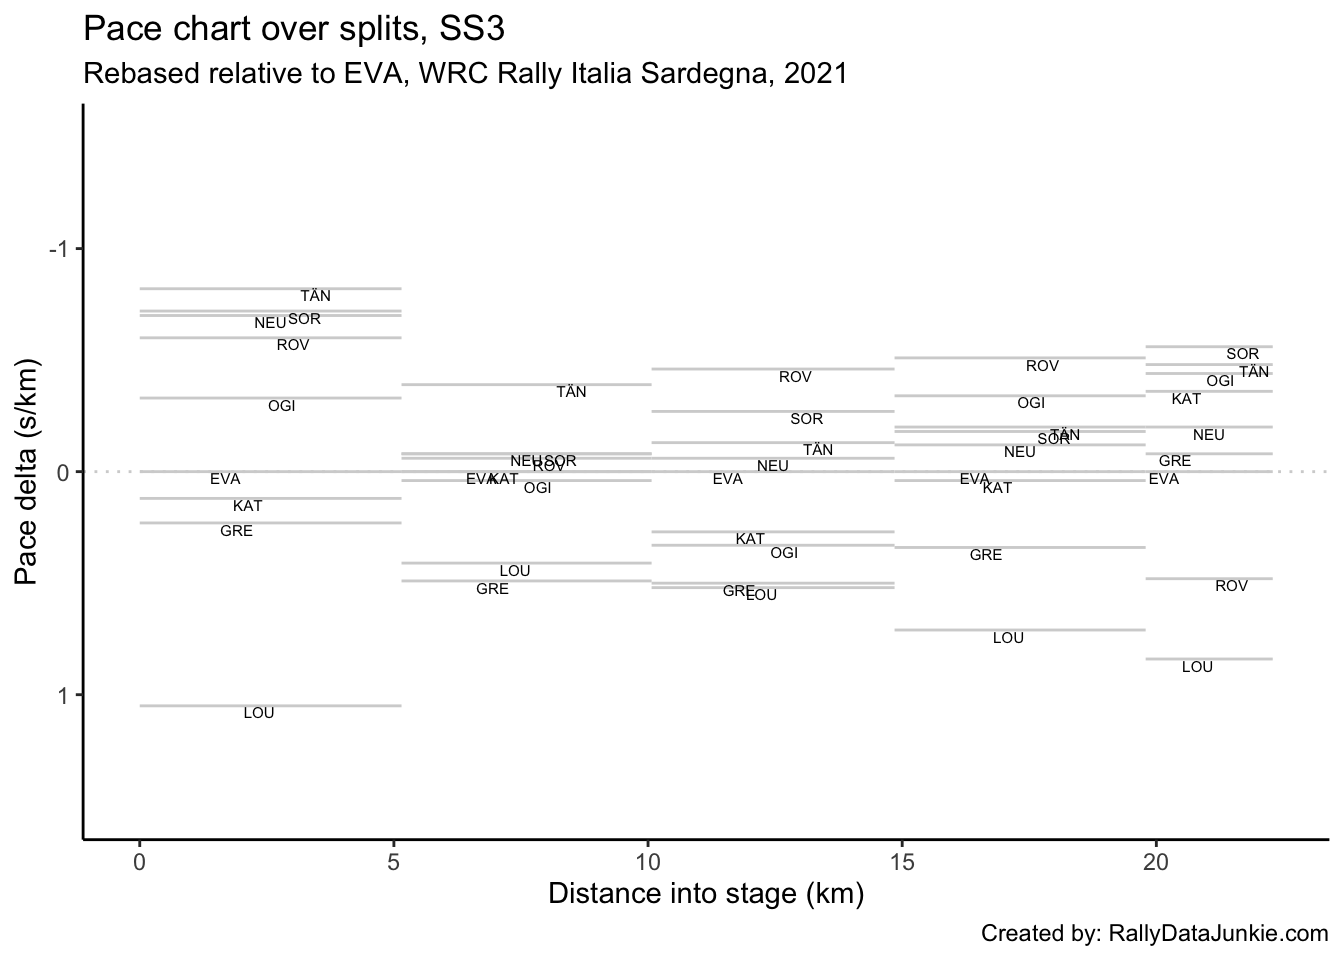 Pace chart over splits, SS3
Rebased relative to EVA, WRC Rally Italia Sardegna, 2021
Pace delta (s/km)
-1
0
1
TÄN
NEU SOR
ROV
OGI
EVA
KAT
GRE
LOU
TÄN
NEU SOR
ROV
EVA KAT
OGI
LOU
GRE
ROV
SOR
TÄN
NEU
EVA
KAT
OGI
GRE
LOU
ROV
OGI
TÄN
SOR
NEU
EVA
KAT
GRE
LOU
SOR
TÄN
OGI
KAT
NEU
GRE
EVA
ROV
LOU
0 5 10 15 20
Distance into stage (km)
Created by: RallyDataJunkie.com